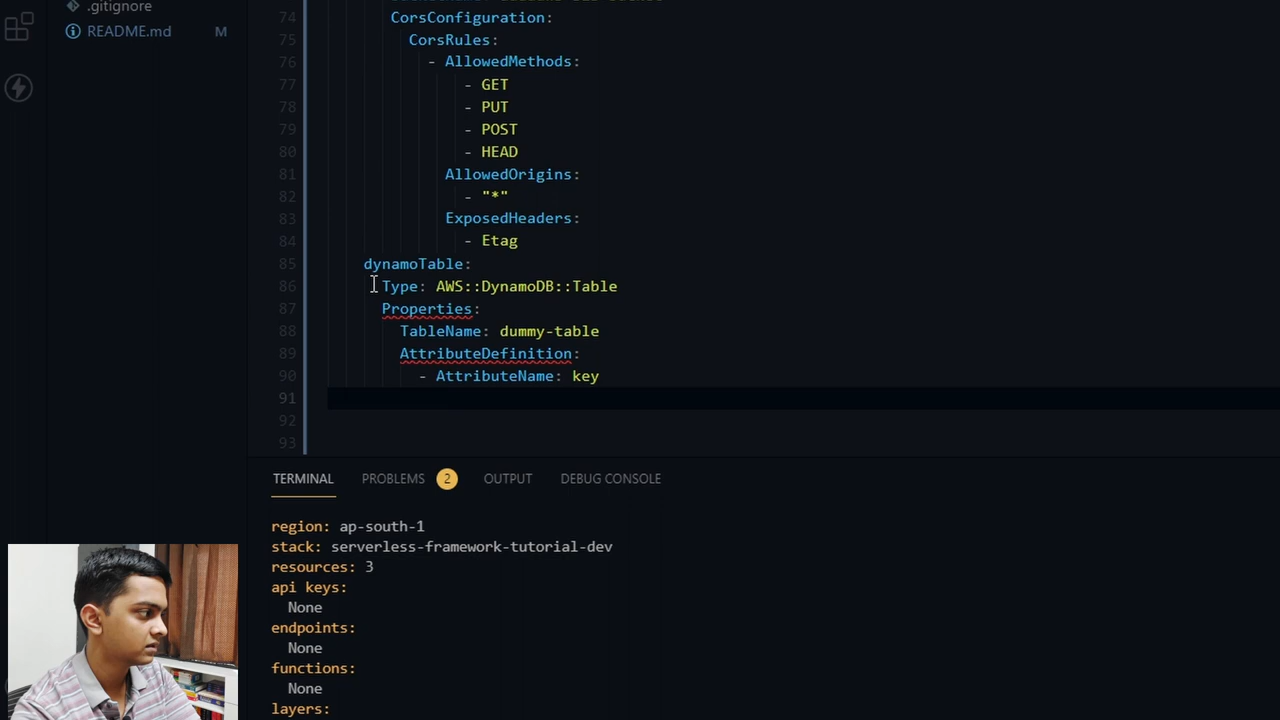 .gitignore
README.md M
74 CorsConfiguration:
75 CorsRules:
76 - AllowedMethods:
77 - GET
78 - PUT
79 - POST
80 - HEAD
81 AllowedOrigins:
82 - "*"
83 ExposedHeaders:
84 - Etag
85 dynamoTable:
86 Type: AWS::DynamoDB::Table
87 Properties:
88 TableName: dummy-table
89 AttributeDefinition:
90 - AttributeName: key
91
92
93
TERMINAL PROBLEMS 2 OUTPUT DEBUG CONSOLE
region: ap-south-1
stack: serverless-framework-tutorial-dev
resources: 3
api keys:
None
endpoints:
None
functions:
None
layers: